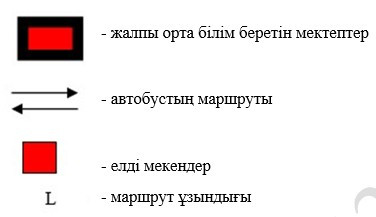 - жалпы орта білім беретін мектептер
- автобустың маршруты
- елді мекендер
L - маршрут ұзындығы